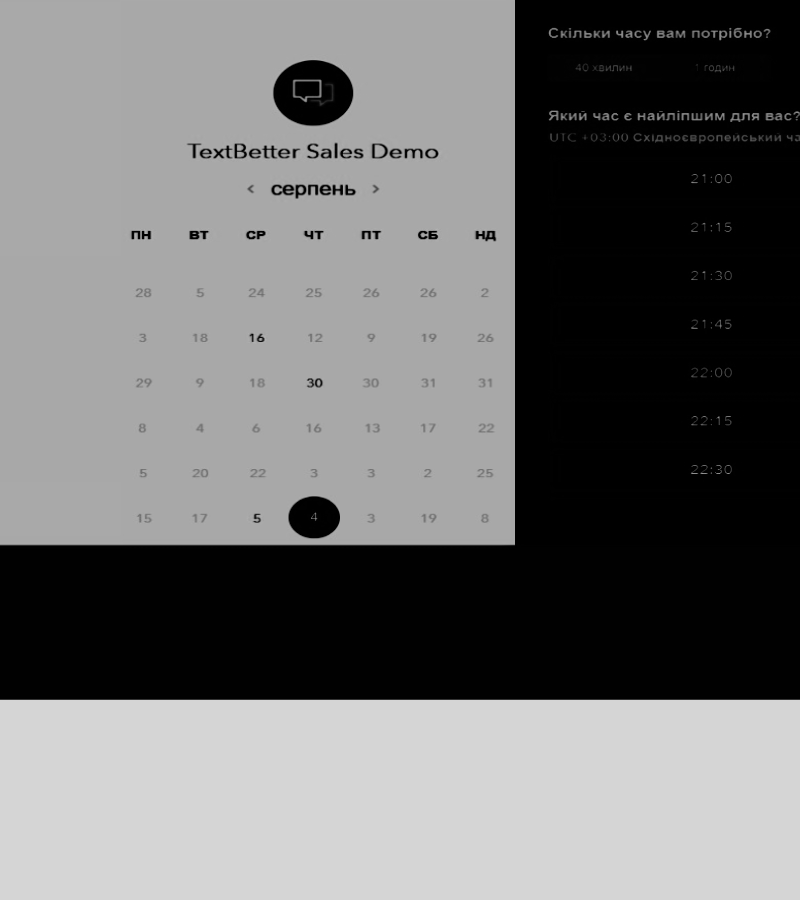 TextBetter Sales Demo
< серпень >
ПН ВТ СР ЧТ ПТ СБ НД
28 5 24 25 26 26 2
3 18 16 12 9 19 26
29 9 18 30 30 31 31
8 4 6 16 13 17 22
5 20 22 3 3 2 25
15 17 5 4 3 19 8
Скільки часу вам потрібно?
40 хвилин 1 годин
Який час є найліпшим для вас?
UTC +03:00 Східноєвропейський ча
21:00
21:15
21:30
21:45
22:00
22:15
22:30